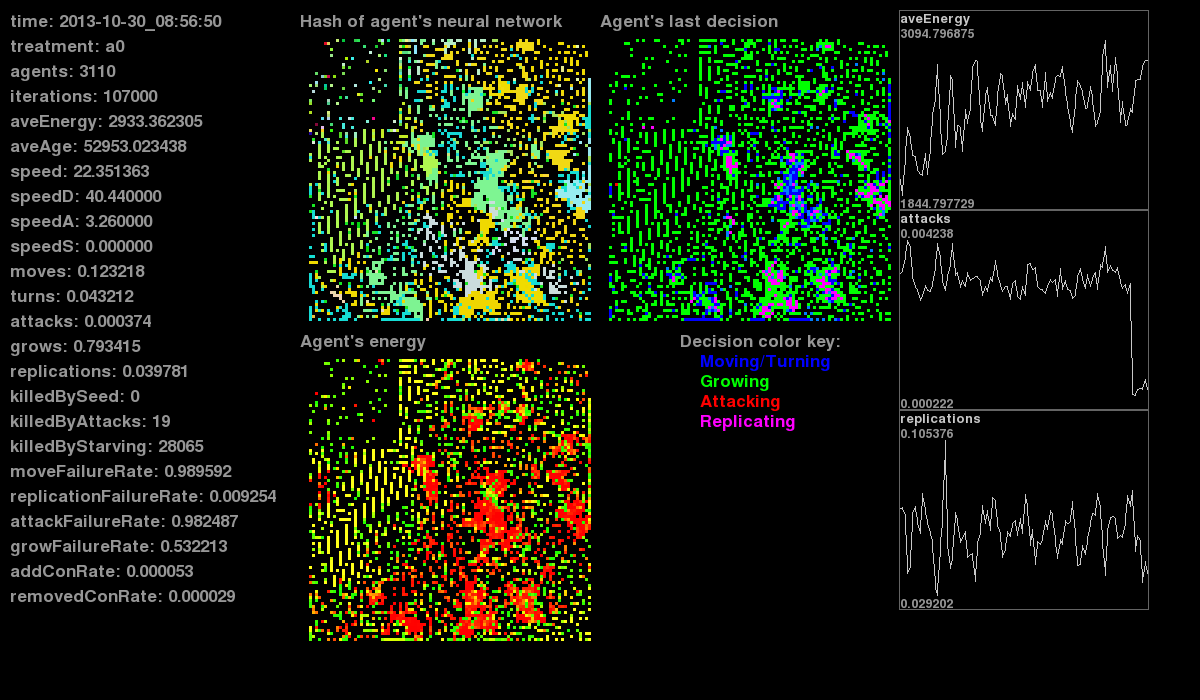 time: 2013-10-30_08:56:50
treatment: a0
agents: 3110
iterations: 107000
aveEnergy: 2933.362305
aveAge: 52953.023438
speed: 22.351363
speedD: 40.440000
speedA: 3.260000
speedS: 0.000000
moves: 0.123218
turns: 0.043212
attacks: 0.000374
grows: 0.793415
replications: 0.039781
killedBySeed: 0
killedByAttacks: 19
killedByStarving: 28065
moveFailureRate: 0.989592
replicationFailureRate: 0.009254
attackFailureRate: 0.982487
growFailureRate: 0.532213
addConRate: 0.000053
removedConRate: 0.000029
Hash of agent's neural network
Agent's last decision
Agent's energy
Decision color key:
Moving/Turning
Growing
Attacking
Replicating
aveEnergy
3094.796875
1844.797729
attacks
0.004238
0.000222
replications
0.105376
0.029202